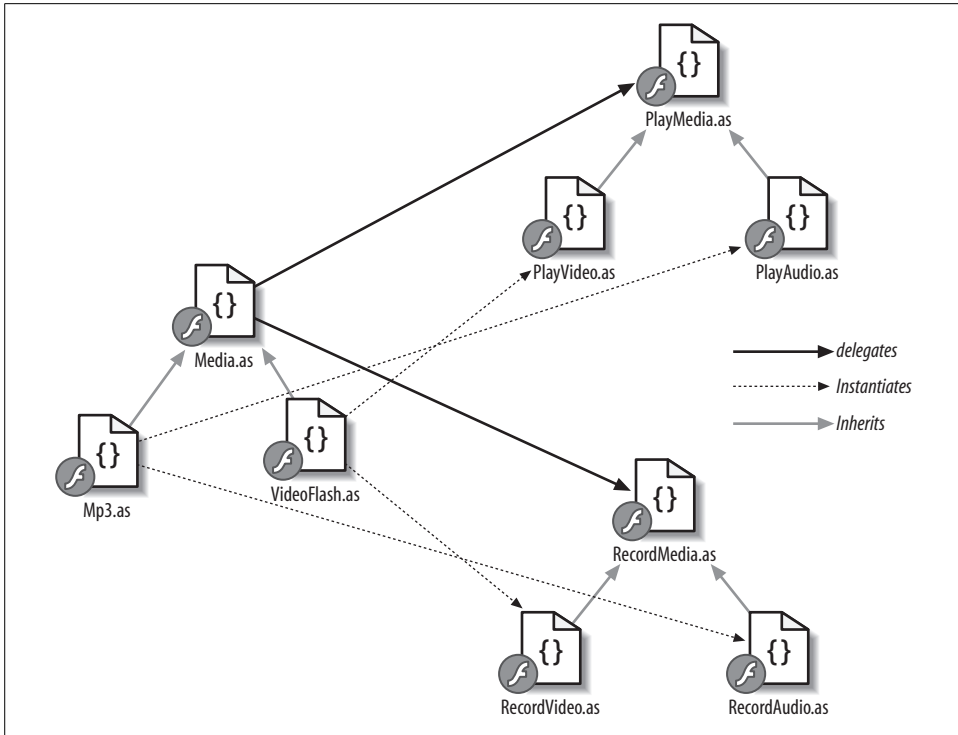 {}
PlayMedia.as
{}
PlayVideo.as
{}
PlayAudio.as
{}
Media.as
delegates
Instantiates
Inherits
{}
Mp3.as
{}
VideoFlash.as
{}
RecordMedia.as
{}
RecordVideo.as
{}
RecordAudio.as